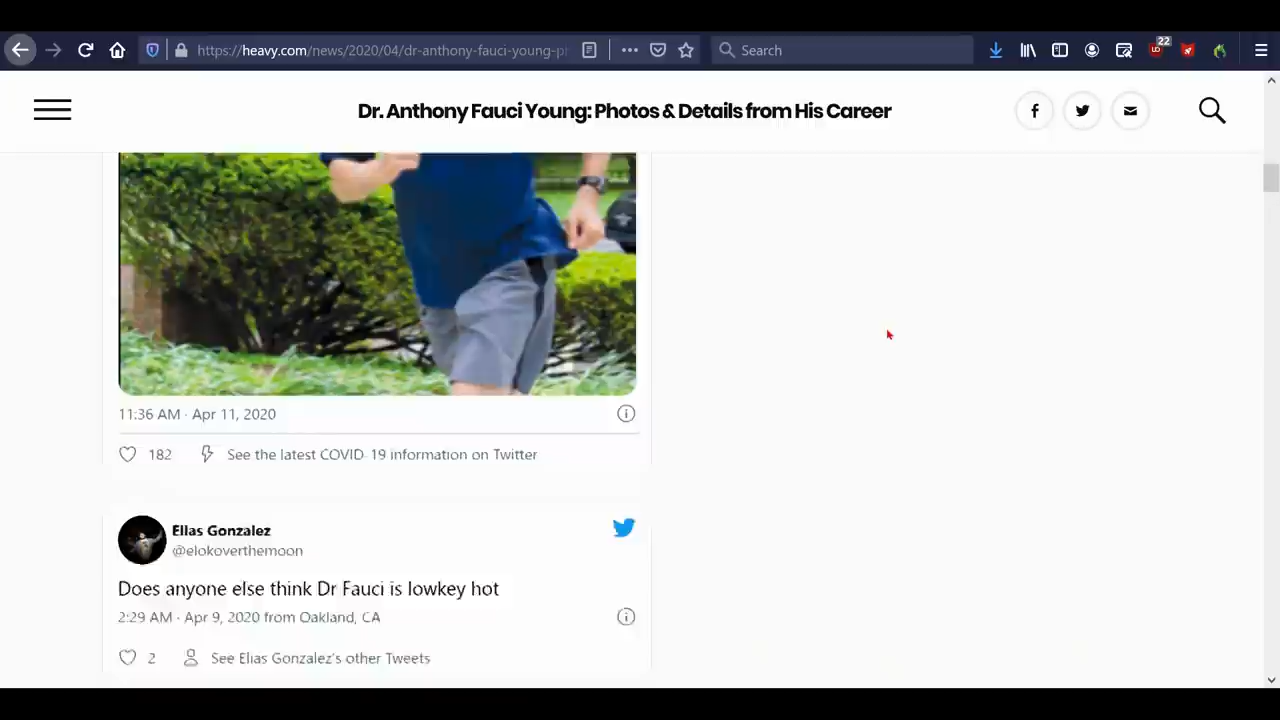 https://heavy.com/news/2020/04/dr-anthony-fauci-young-ph
Search
22
Dr. Anthony Fauci Young: Photos & Details from His Career
11:36 AM · Apr 11, 2020
182 See the latest COVID-19 information on Twitter
Elias Gonzalez
@elokoverthemoon
Does anyone else think Dr Fauci is lowkey hot
2:29 AM · Apr 9, 2020 from Oakland, CA
2 See Elias Gonzalez's other Tweets